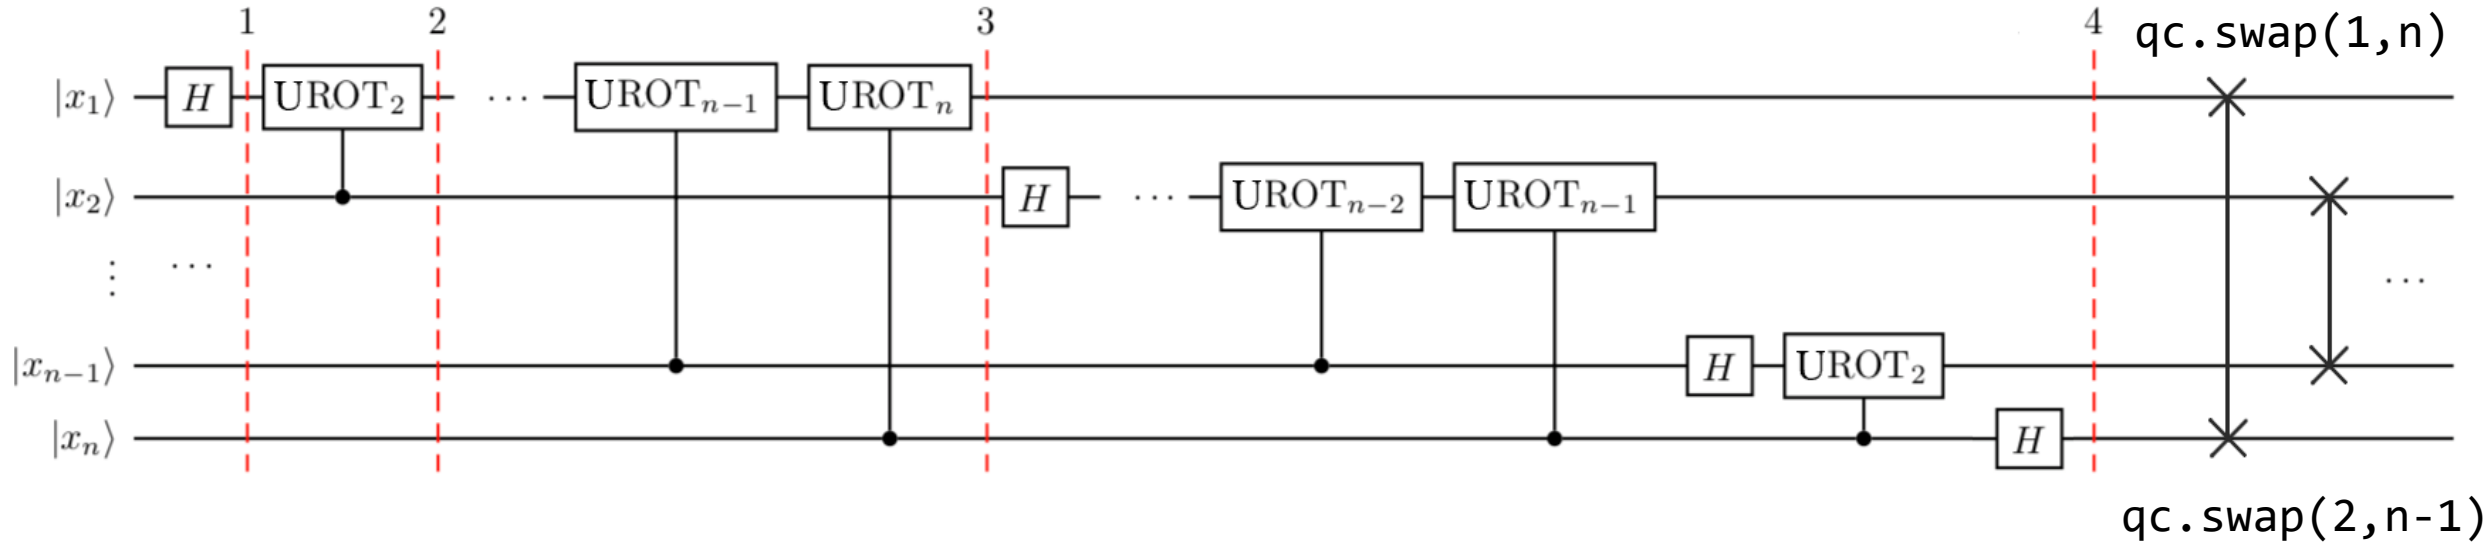 1 2 3 4 qc.swap(1,n)
|x₁⟩ H UROT₂ ··· UROTₙ₋₁ UROTₙ
|x₂⟩ H ··· UROTₙ₋₂ UROTₙ₋₁
⋮ ··· ···
|xₙ₋₁⟩ H UROT₂
|xₙ⟩ H
qc.swap(2,n-1)